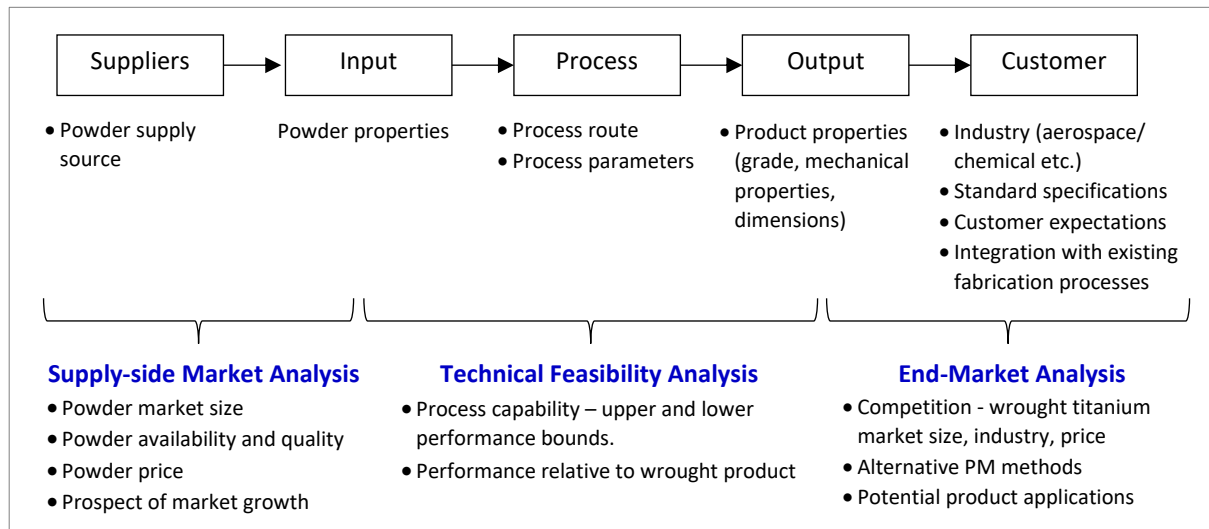 Suppliers
Input
Process
Output
Customer
• Powder supply
source
Powder properties
• Process route
• Process parameters
• Product properties
(grade, mechanical
properties,
dimensions)
• Industry (aerospace/
chemical etc.)
• Standard specifications
• Customer expectations
• Integration with existing
fabrication processes
Supply-side Market Analysis
• Powder market size
• Powder availability and quality
• Powder price
• Prospect of market growth
Technical Feasibility Analysis
• Process capability – upper and lower
performance bounds.
• Performance relative to wrought product
End-Market Analysis
• Competition - wrought titanium
market size, industry, price
• Alternative PM methods
• Potential product applications